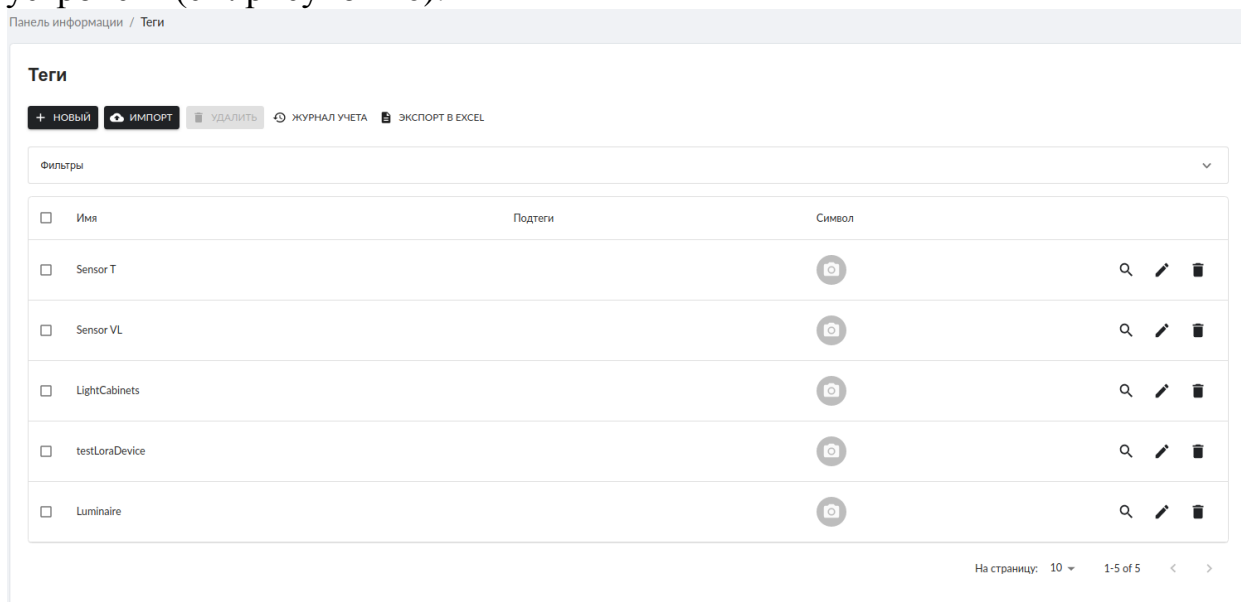 Панель информации / Теги
Теги
+ НОВЫЙ ИМПОРТ УДАЛИТЬ ЖУРНАЛ УЧЕТА ЭКСПОРТ В EXCEL
Фильтры
Имя Подтеги Символ
Sensor T
Sensor VL
LightCabinets
testLoraDevice
Luminaire
На страницу: 10 1-5 of 5 < >